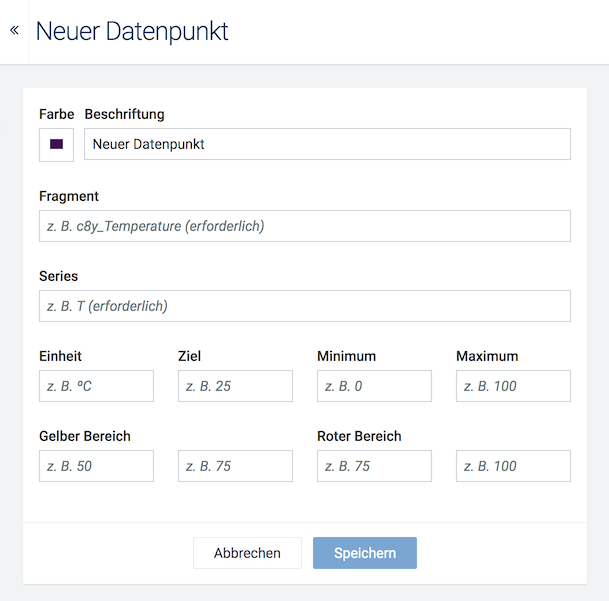 « Neuer Datenpunkt
Farbe Beschriftung
Neuer Datenpunkt
Fragment
z. B. c8y_Temperature (erforderlich)
Series
z. B. T (erforderlich)
Einheit Ziel Minimum Maximum
z. B. ºC z. B. 25 z. B. 0 z. B. 100
Gelber Bereich Roter Bereich
z. B. 50 z. B. 75 z. B. 75 z. B. 100
Abbrechen Speichern